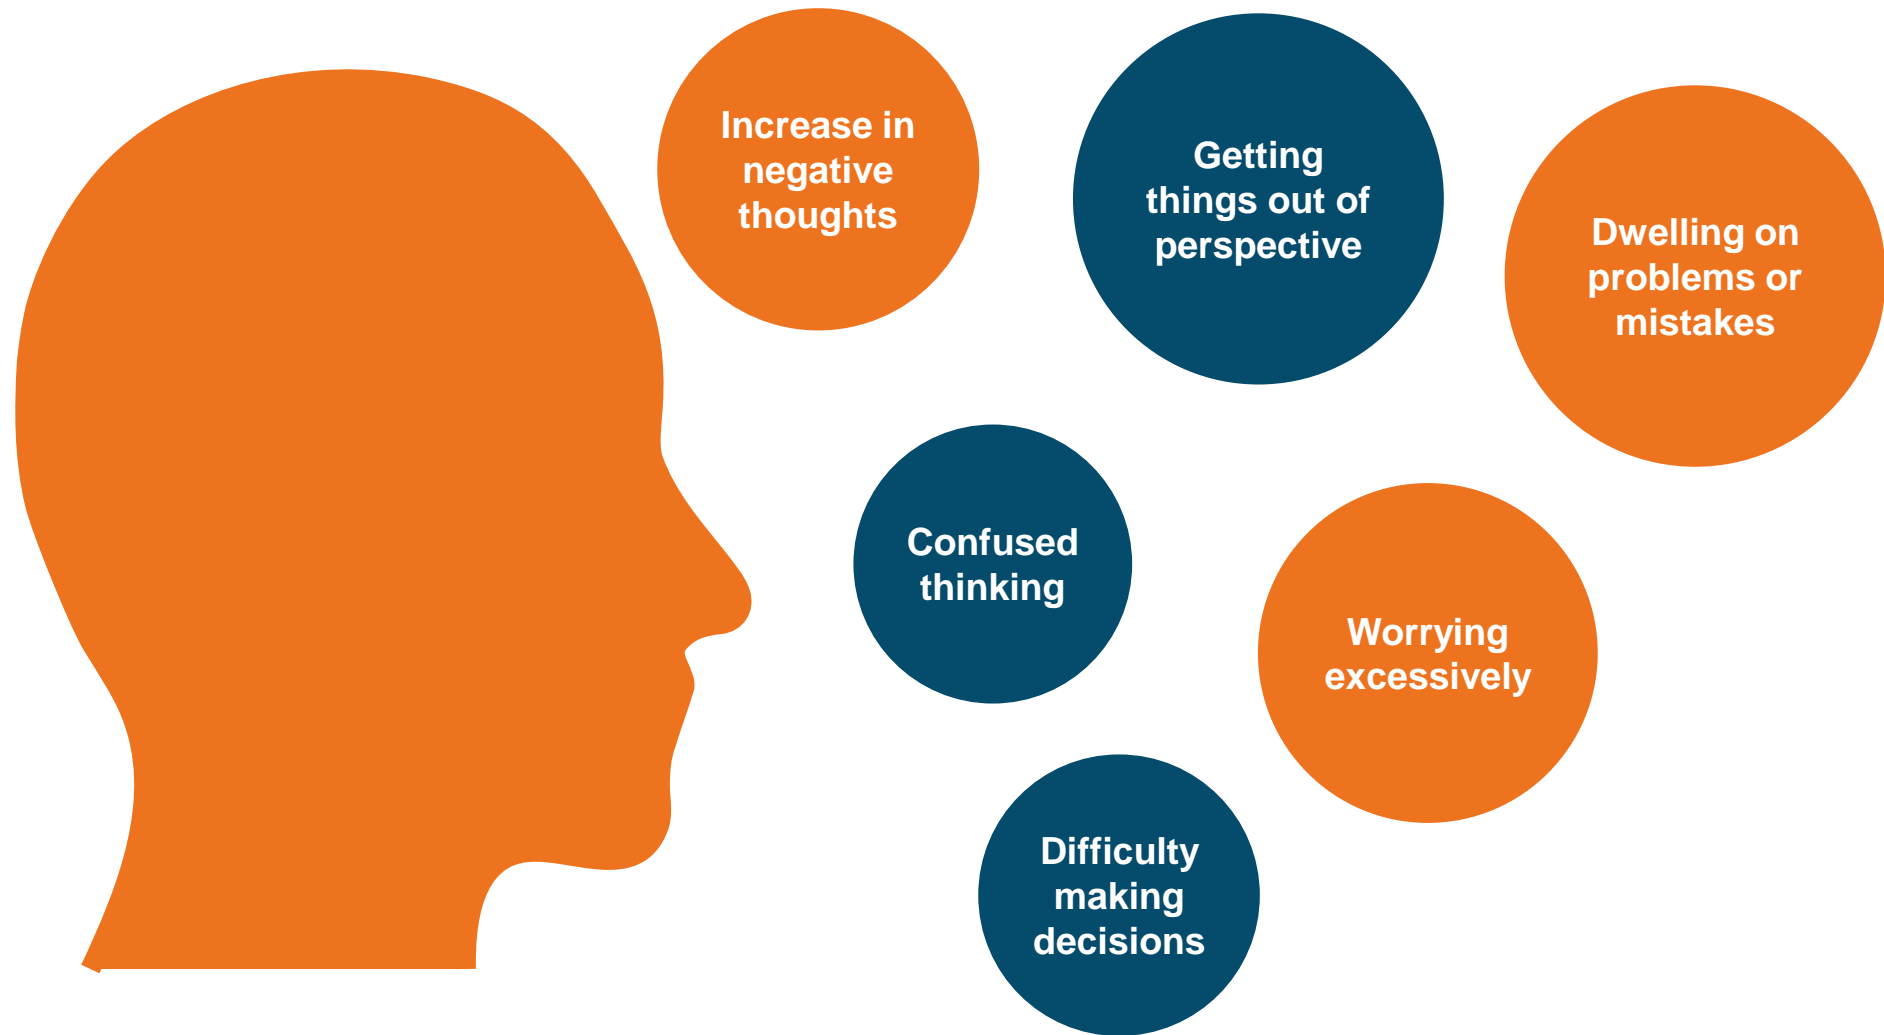 Increase in
negative
thoughts
Getting
things out of
perspective
Dwelling on
problems or
mistakes
Confused
thinking
Worrying
excessively
Difficulty
making
decisions